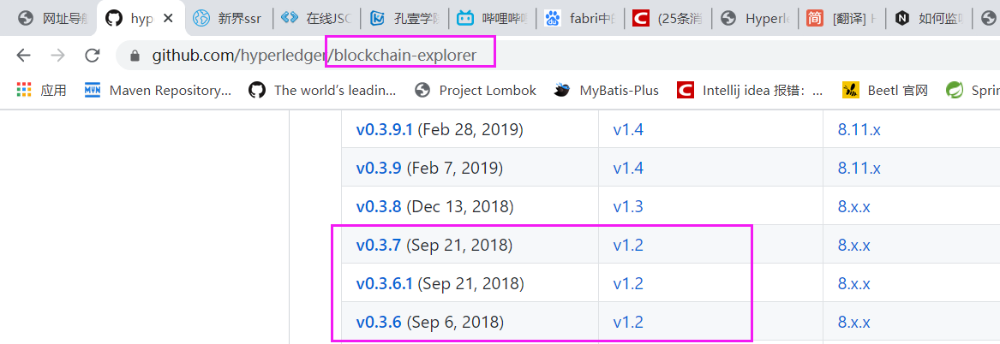 网址导航 hyp 新界ssr 在线JSC 孔壹学院 哔哩哔哩 fabri中的 (25条消 Hyperle [翻译] H 如何监
github.com/hyperledger/blockchain-explorer
应用 Maven Repository... The world's leadin... Project Lombok MyBatis-Plus Intellij idea 报错： ... Beetl 官网 Sprin
v0.3.9.1 (Feb 28, 2019) v1.4 8.11.x
v0.3.9 (Feb 7, 2019) v1.4 8.11.x
v0.3.8 (Dec 13, 2018) v1.3 8.x.x
v0.3.7 (Sep 21, 2018) v1.2 8.x.x
v0.3.6.1 (Sep 21, 2018) v1.2 8.x.x
v0.3.6 (Sep 6, 2018) v1.2 8.x.x